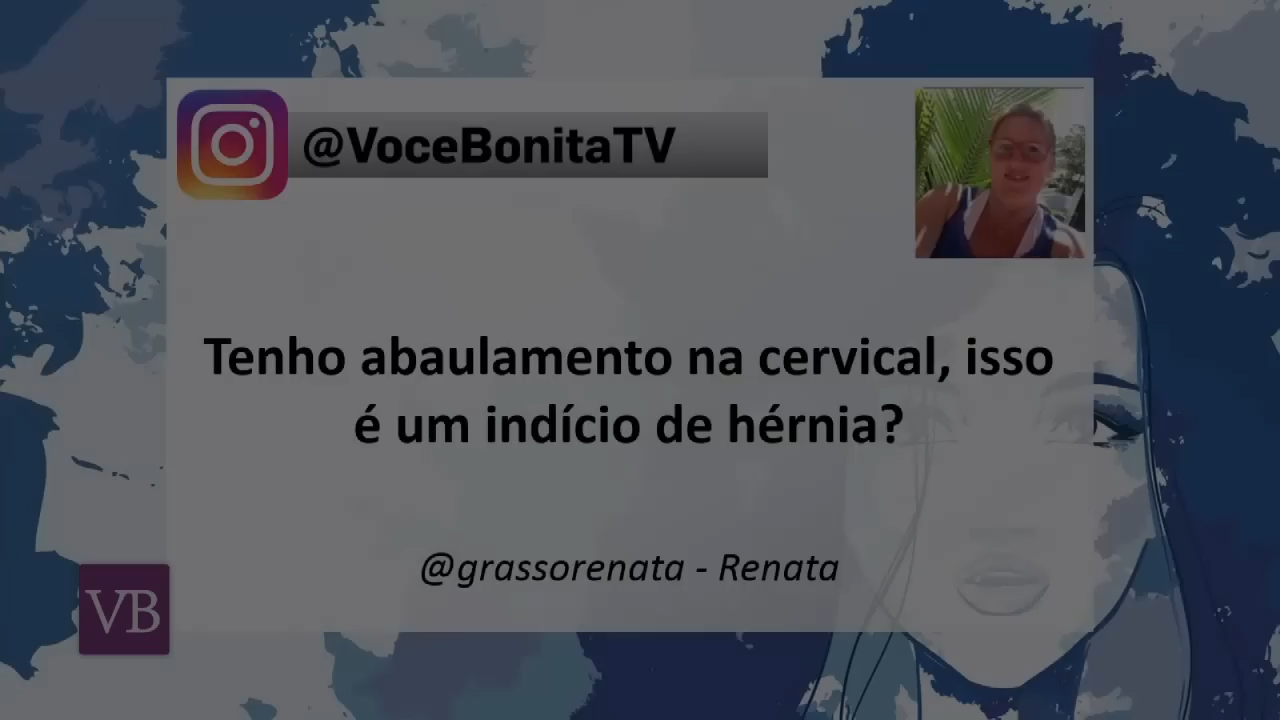 @VoceBonitaTV
Tenho abaulamento na cervical, isso
é um indício de hérnia?
@grassorenata - Renata
VB